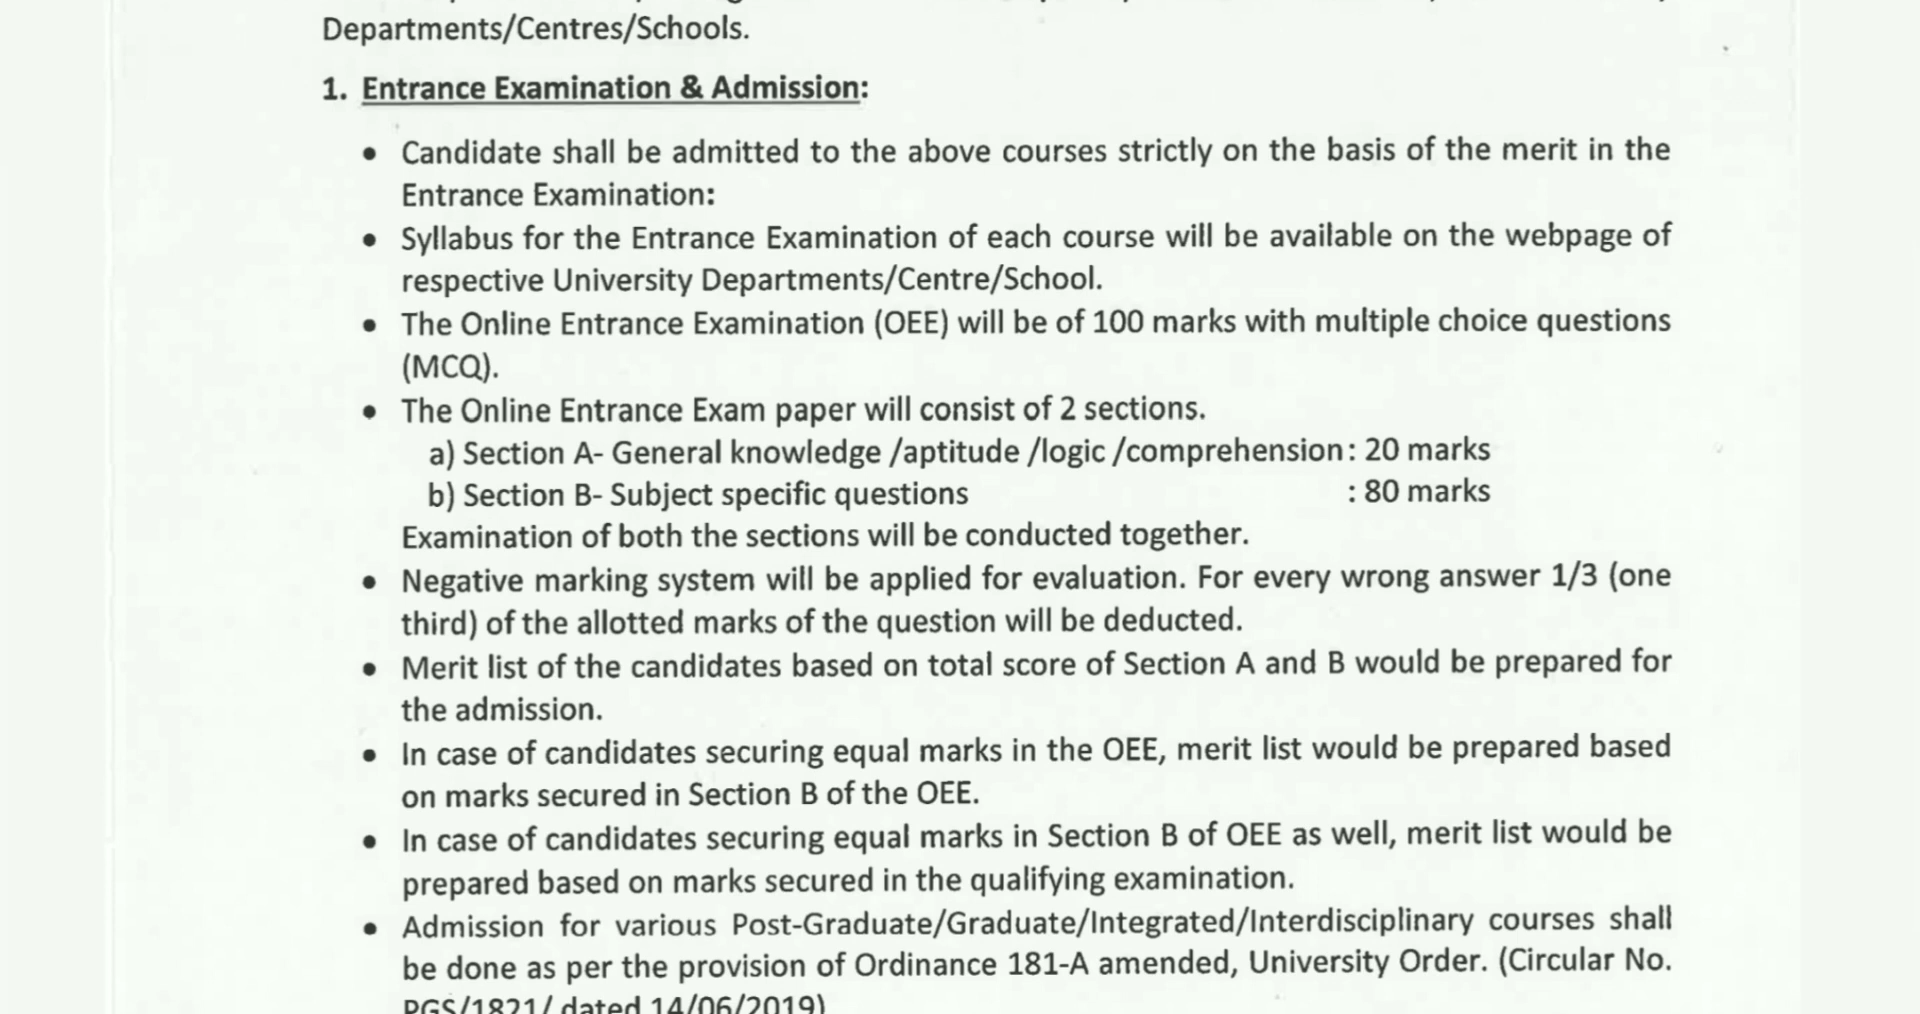 Departments/Centres/Schools.
1. Entrance Examination & Admission:
• Candidate shall be admitted to the above courses strictly on the basis of the merit in the
Entrance Examination:
• Syllabus for the Entrance Examination of each course will be available on the webpage of
respective University Departments/Centre/School.
• The Online Entrance Examination (OEE) will be of 100 marks with multiple choice questions
(MCQ).
• The Online Entrance Exam paper will consist of 2 sections.
a) Section A- General knowledge /aptitude /logic /comprehension: 20 marks
b) Section B- Subject specific questions : 80 marks
Examination of both the sections will be conducted together.
• Negative marking system will be applied for evaluation. For every wrong answer 1/3 (one
third) of the allotted marks of the question will be deducted.
• Merit list of the candidates based on total score of Section A and B would be prepared for
the admission.
• In case of candidates securing equal marks in the OEE, merit list would be prepared based
on marks secured in Section B of the OEE.
• In case of candidates securing equal marks in Section B of OEE as well, merit list would be
prepared based on marks secured in the qualifying examination.
• Admission for various Post-Graduate/Graduate/Integrated/Interdisciplinary courses shall
be done as per the provision of Ordinance 181-A amended, University Order. (Circular No.
PGS/1821/ dated 14/06/2019)